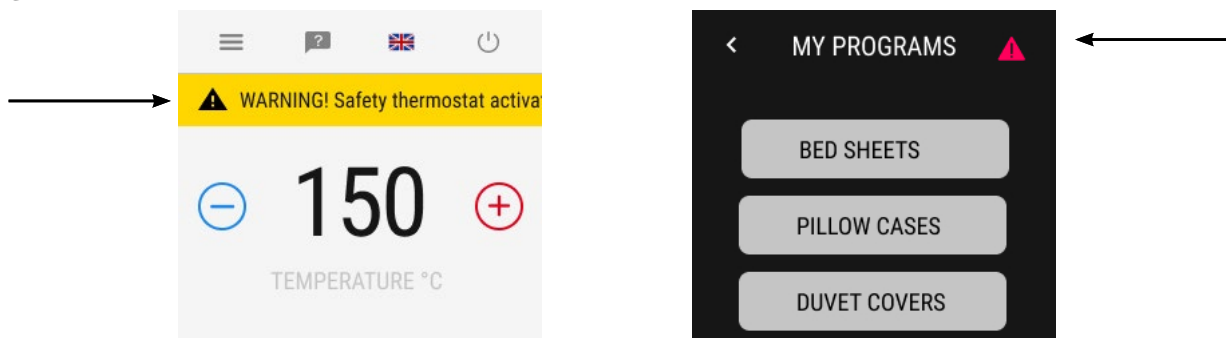 WARNING! Safety thermostat activa
150
TEMPERATURE °C
MY PROGRAMS
BED SHEETS
PILLOW CASES
DUVET COVERS